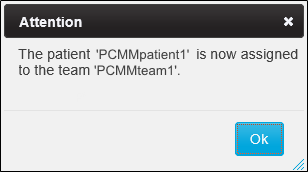 Attention
The patient 'PCMMpatient1' is now assigned
to the team 'PCMMteam1'.
Ok